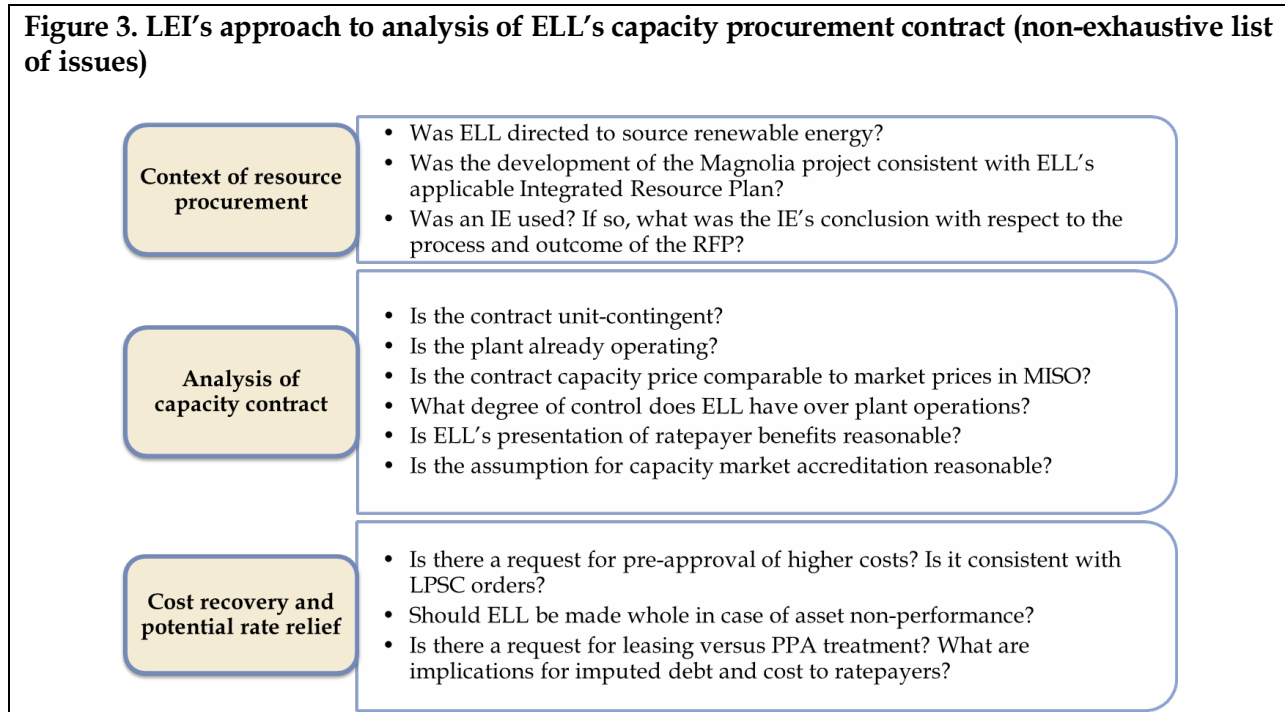 Figure 3. LEI’s approach to analysis of ELL’s capacity procurement contract (non-exhaustive list
of issues)
Context of resource
procurement
• Was ELL directed to source renewable energy?
• Was the development of the Magnolia project consistent with ELL’s
applicable Integrated Resource Plan?
• Was an IE used? If so, what was the IE’s conclusion with respect to the
process and outcome of the RFP?
Analysis of
capacity contract
• Is the contract unit-contingent?
• Is the plant already operating?
• Is the contract capacity price comparable to market prices in MISO?
• What degree of control does ELL have over plant operations?
• Is ELL’s presentation of ratepayer benefits reasonable?
• Is the assumption for capacity market accreditation reasonable?
Cost recovery and
potential rate relief
• Is there a request for pre-approval of higher costs? Is it consistent with
LPSC orders?
• Should ELL be made whole in case of asset non-performance?
• Is there a request for leasing versus PPA treatment? What are
implications for imputed debt and cost to ratepayers?